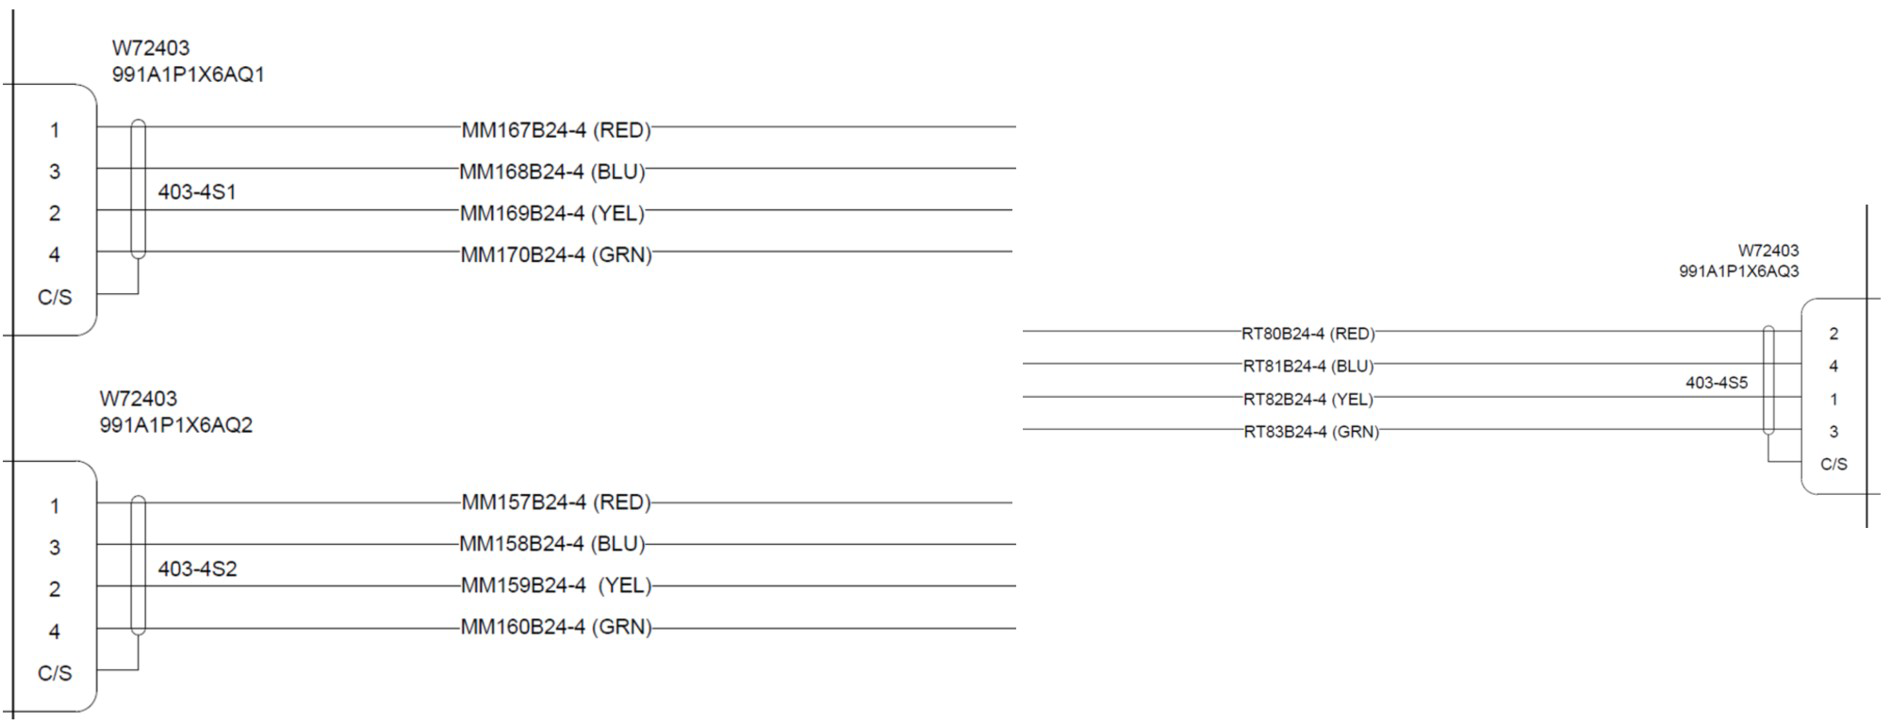 W72403
991A1P1X6AQ1
1 MM167B24-4 (RED)
3 MM168B24-4 (BLU)
403-4S1
2 MM169B24-4 (YEL)
4 MM170B24-4 (GRN)
C/S
W72403
991A1P1X6AQ2
1 MM157B24-4 (RED)
3 MM158B24-4 (BLU)
403-4S2
2 MM159B24-4 (YEL)
4 MM160B24-4 (GRN)
C/S
W72403
991A1P1X6AQ3
RT80B24-4 (RED) 2
RT81B24-4 (BLU) 4
403-4S5
RT82B24-4 (YEL) 1
RT83B24-4 (GRN) 3
C/S